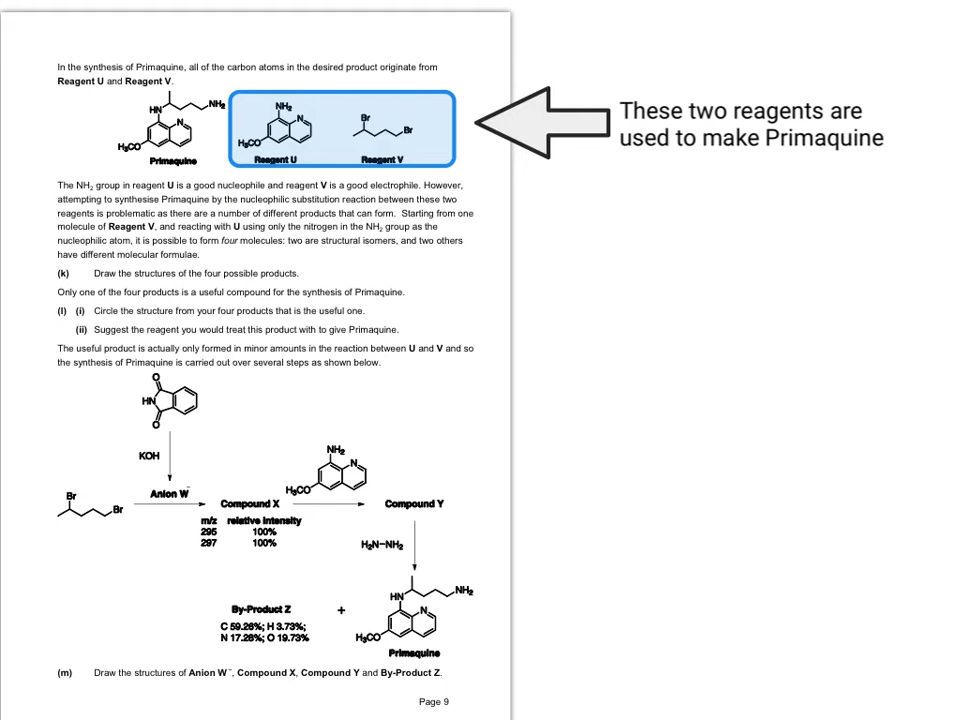 In the synthesis of Primaquine, all of the carbon atoms in the desired product originate from
Reagent U and Reagent V.
HN
NH₂
N
H₃CO
Primaquine
NH₂
N
H₃CO
Reagent U
Br
Br
Reagent V
These two reagents are
used to make Primaquine
The NH₂ group in reagent U is a good nucleophile and reagent V is a good electrophile. However,
attempting to synthesise Primaquine by the nucleophilic substitution reaction between these two
reagents is problematic as there are a number of different products that can form. Starting from one
molecule of Reagent V, and reacting with U using only the nitrogen in the NH₂ group as the
nucleophilic atom, it is possible to form four molecules: two are structural isomers, and two others
have different molecular formulae.
(k) Draw the structures of the four possible products.
Only one of the four products is a useful compound for the synthesis of Primaquine.
(l) (i) Circle the structure from your four products that is the useful one.
(ii) Suggest the reagent you would treat this product with to give Primaquine.
The useful product is actually only formed in minor amounts in the reaction between U and V and so
the synthesis of Primaquine is carried out over several steps as shown below.
O
HN
O
KOH
NH₂
N
H₃CO
Br
Br
Anion W⁻
Compound X
Compound Y
m/z relative intensity
295 100%
297 100%
H₂N–NH₂
By-Product Z
C 59.26%; H 3.73%;
N 17.28%; O 19.73%
+
HN
NH₂
N
H₃CO
Primaquine
(m) Draw the structures of Anion W⁻, Compound X, Compound Y and By-Product Z.
Page 9